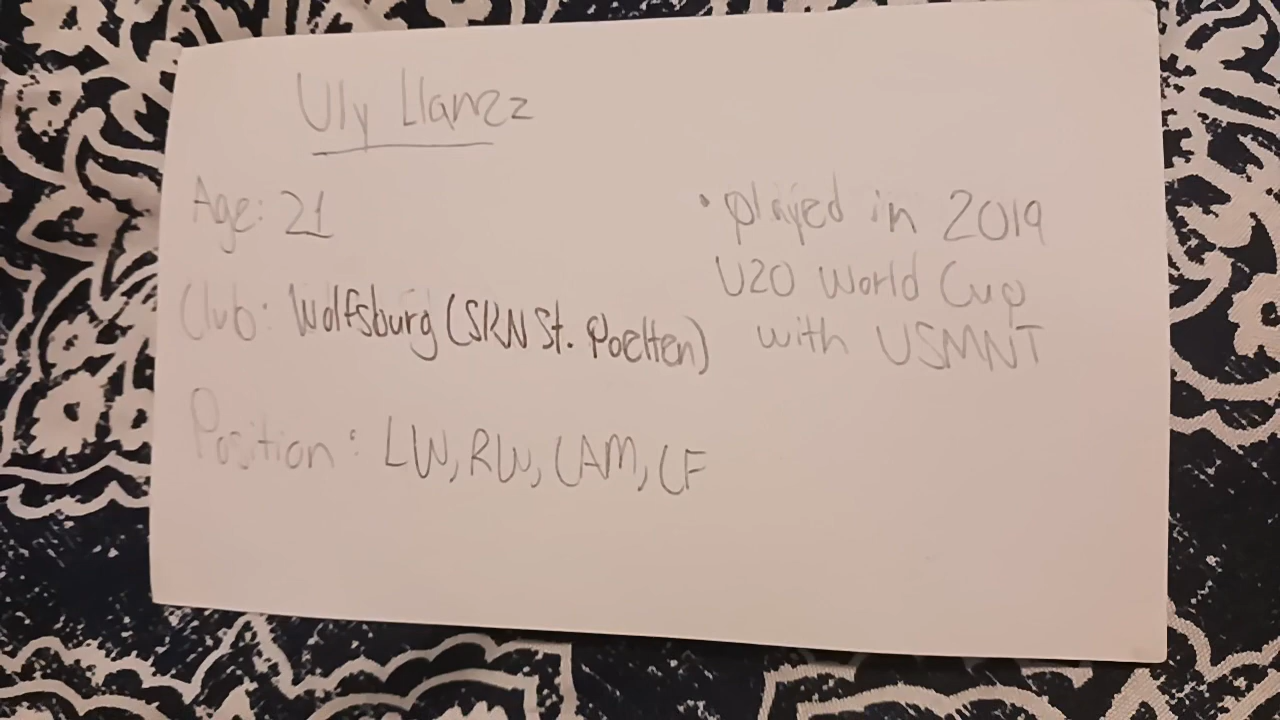 Uly Llanez
Age: 21
Club: Wolfsburg (SKN St. Poelten)
Position: LW, RW, CAM, CF
• played in 2019
U20 World Cup
with USMNT